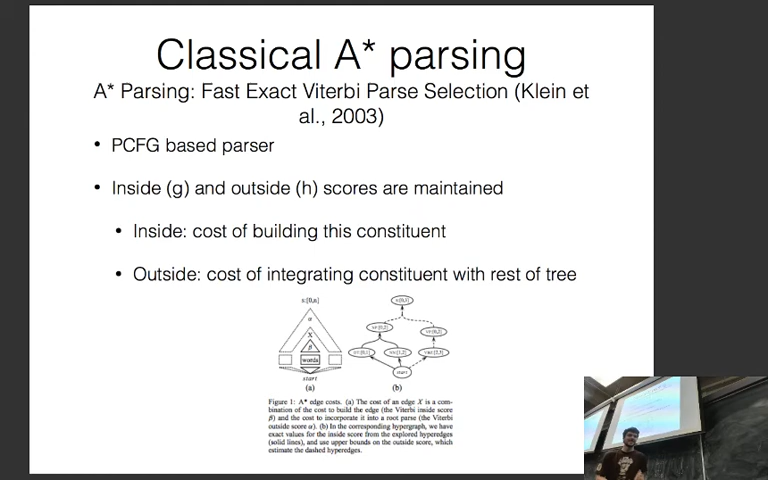 Classical A* parsing
A* Parsing: Fast Exact Viterbi Parse Selection (Klein et
al., 2003)
• PCFG based parser
• Inside (g) and outside (h) scores are maintained
• Inside: cost of building this constituent
• Outside: cost of integrating constituent with rest of tree
S:[0,n]
α
X
β
words
start
start
(a)
(b)
Figure 1: A* edge costs. (a) The cost of an edge X is a com-
bination of the cost to build the edge (the Viterbi inside score
β) and the cost to incorporate it into a root parse (the Viterbi
outside score α). (b) In the corresponding hypergraph, we have
exact values for the inside score from the explored hyperedges
(solid lines), and use upper bounds on the outside score, which
estimate the dashed hyperedges.